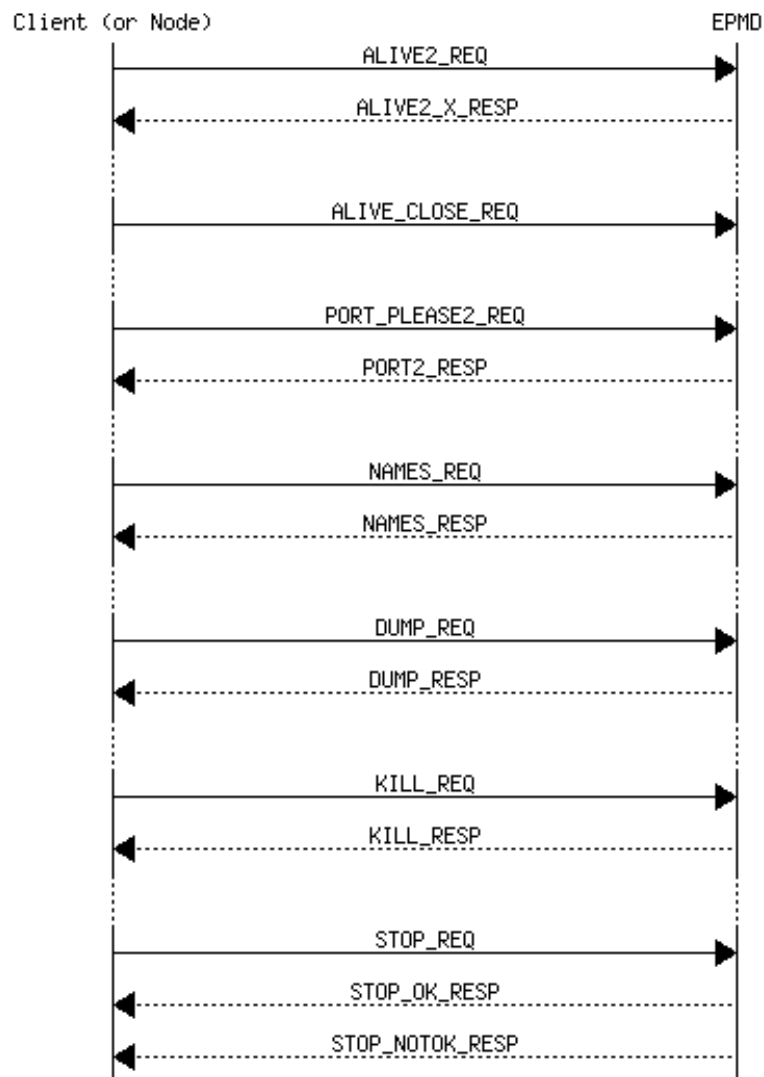 Client (or Node) EPMD
ALIVE2_REQ
ALIVE2_X_RESP
ALIVE_CLOSE_REQ
PORT_PLEASE2_REQ
PORT2_RESP
NAMES_REQ
NAMES_RESP
DUMP_REQ
DUMP_RESP
KILL_REQ
KILL_RESP
STOP_REQ
STOP_OK_RESP
STOP_NOTOK_RESP